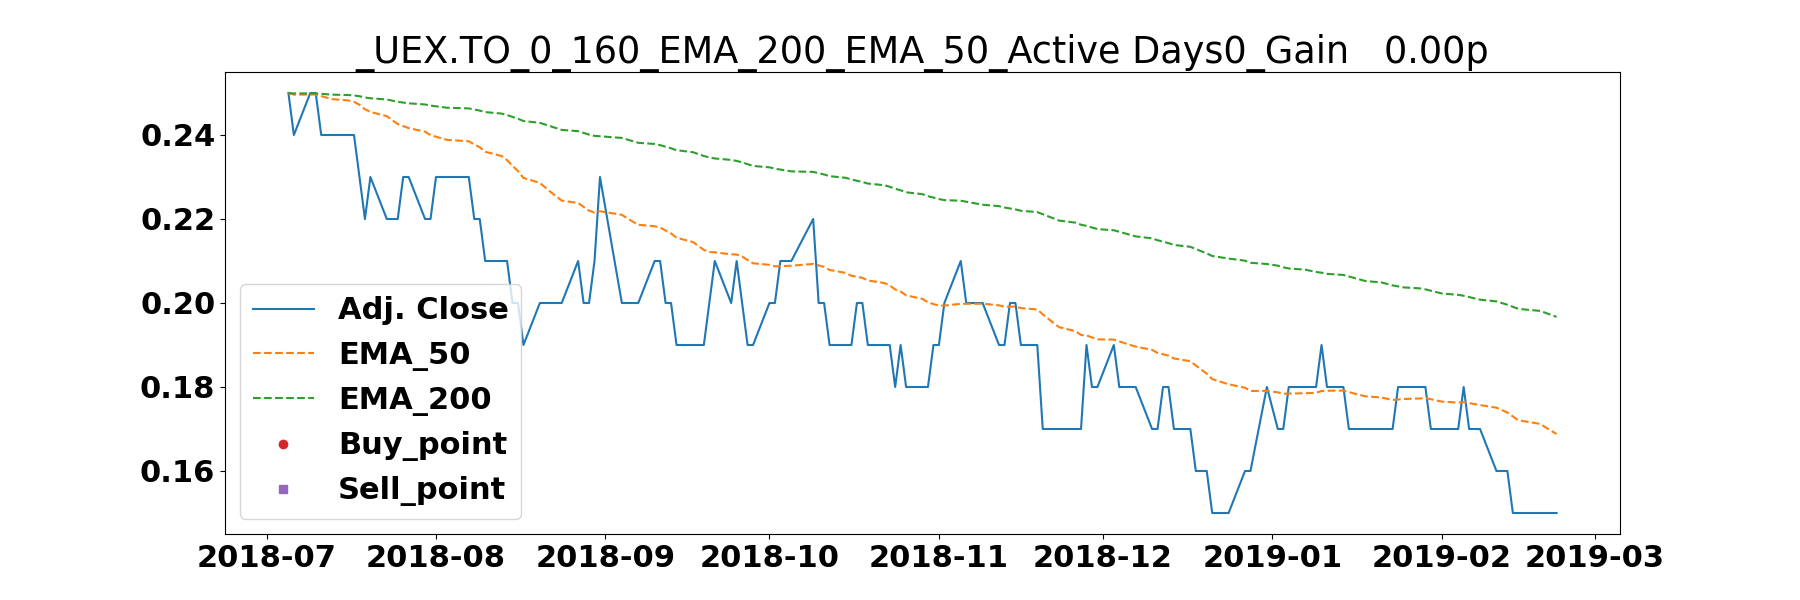 _UEX.TO_0_160_EMA_200_EMA_50_Active Days0_Gain   0.00p
0.24
0.22
0.20
0.18
0.16
Adj. Close
EMA_50
EMA_200
Buy_point
Sell_point
2018-07 2018-08 2018-09 2018-10 2018-11 2018-12 2019-01 2019-02 2019-03